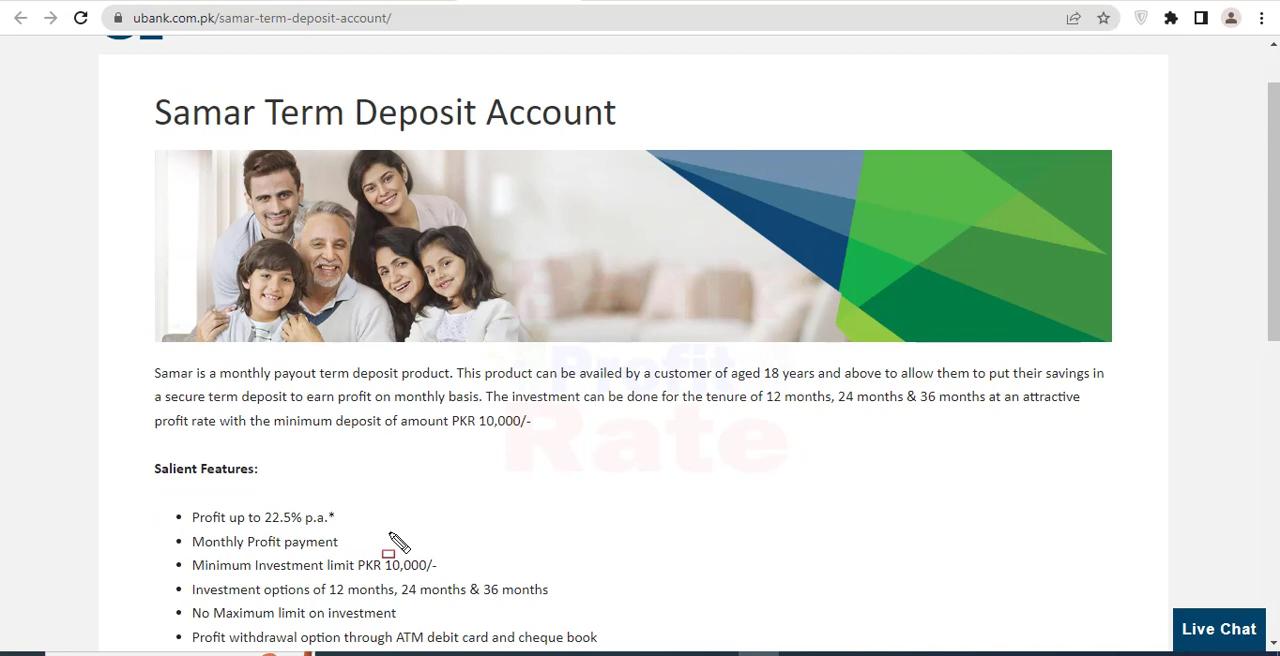 ubank.com.pk/samar-term-deposit-account/
Samar Term Deposit Account
Bank
Profit
Rate
Samar is a monthly payout term deposit product. This product can be availed by a customer of aged 18 years and above to allow them to put their savings in
a secure term deposit to earn profit on monthly basis. The investment can be done for the tenure of 12 months, 24 months & 36 months at an attractive
profit rate with the minimum deposit of amount PKR 10,000/-
Salient Features:
• Profit up to 22.5% p.a.*
• Monthly Profit payment
• Minimum Investment limit PKR 10,000/-
• Investment options of 12 months, 24 months & 36 months
• No Maximum limit on investment
• Profit withdrawal option through ATM debit card and cheque book
Live Chat